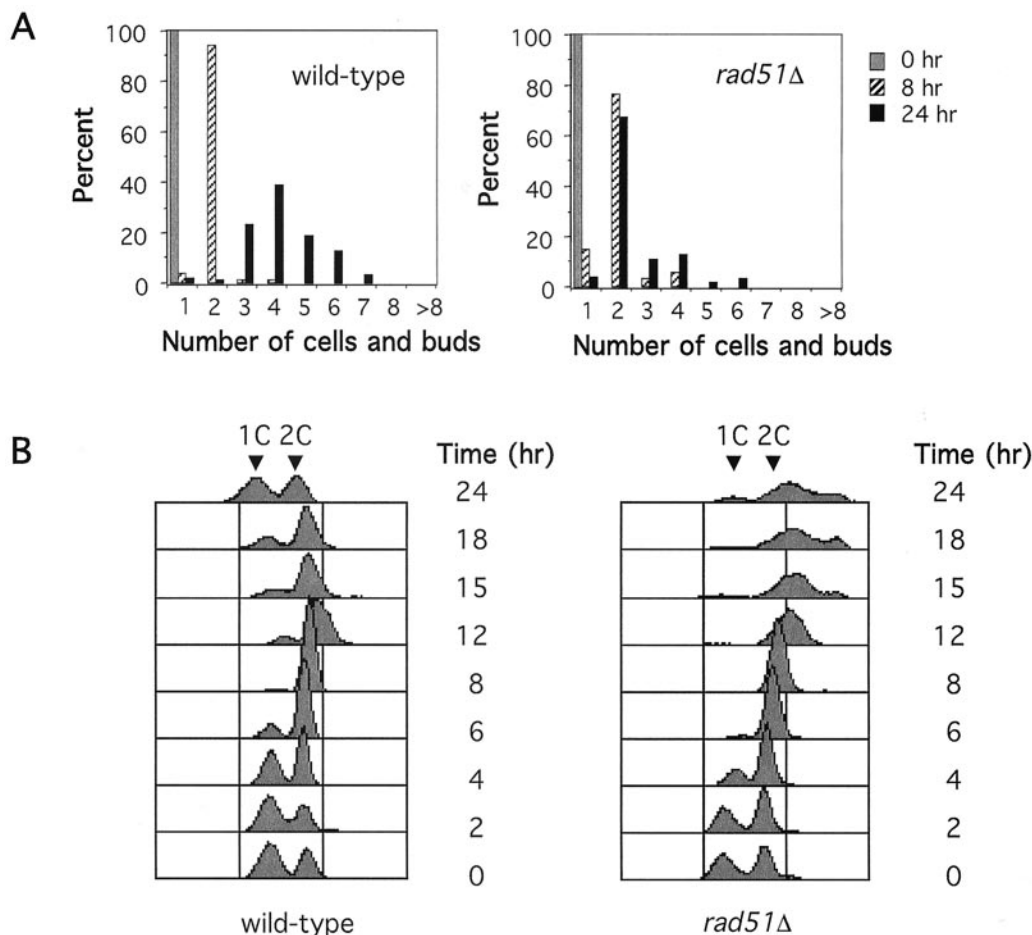 A
100
80
60
40
20
0
Percent
wild-type
1 2 3 4 5 6 7 8 >8
Number of cells and buds
100
80
60
40
20
0
Percent
rad51Δ
1 2 3 4 5 6 7 8 >8
Number of cells and buds
0 hr
8 hr
24 hr
B
1C 2C
Time (hr)
24
18
15
12
8
6
4
2
0
wild-type
1C 2C
Time (hr)
24
18
15
12
8
6
4
2
0
rad51Δ